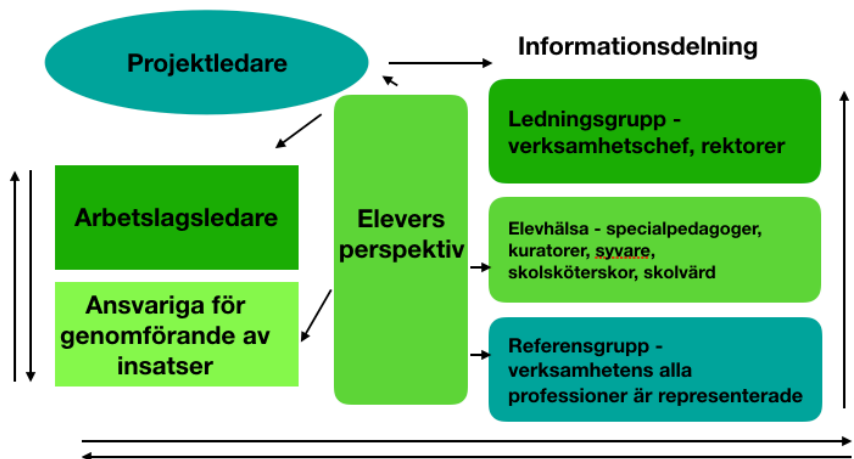 Projektledare
Informationsdelning
Ledningsgrupp -
verksamhetschef, rektorer
Arbetslagsledare
Elevers
perspektiv
Elevhälsa - specialpedagoger,
kuratorer, syvare,
skolsköterskor, skolvärd
Ansvariga för
genomförande av
insatser
Referensgrupp -
verksamhetens alla
professioner är representerade